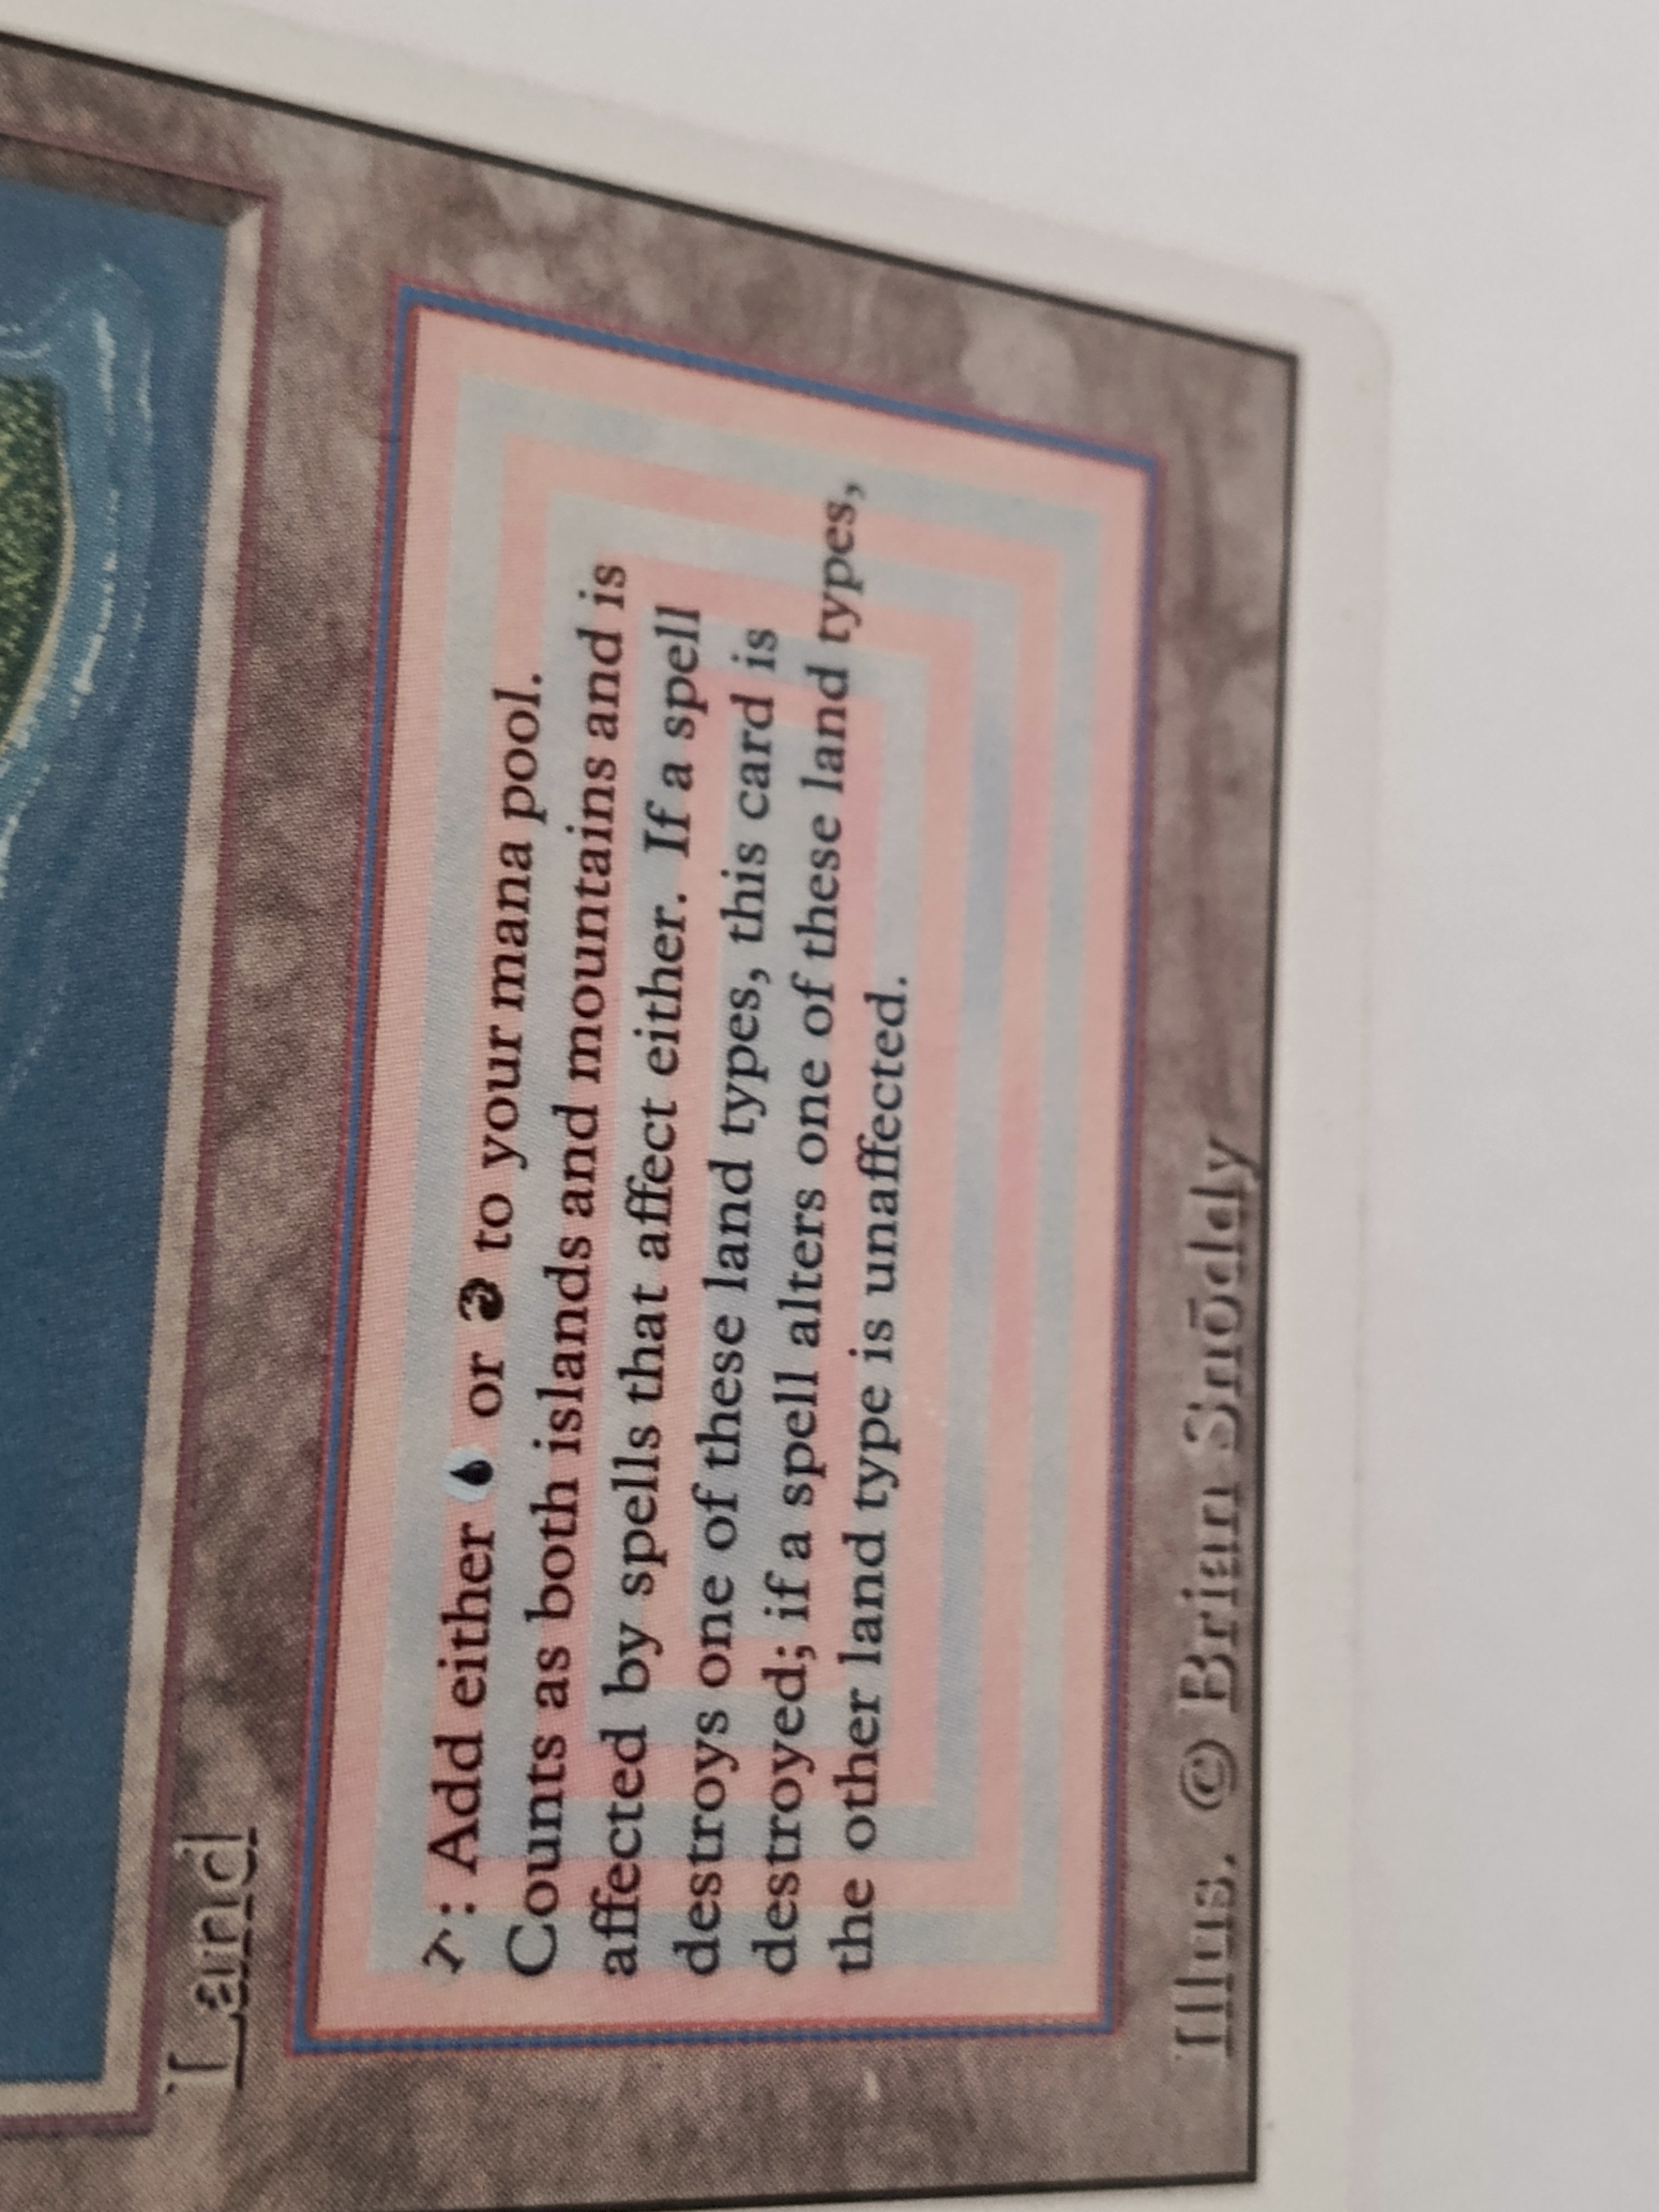 Land
T: Add either or to your mana pool.
Counts as both islands and mountains and is
affected by spells that affect either. If a spell
destroys one of these land types, this card is
destroyed; if a spell alters one of these land types,
the other land type is unaffected.
Illus. © Brian Snōddy